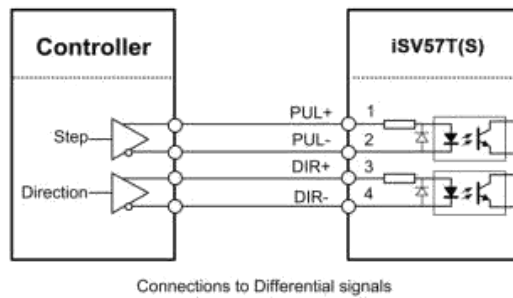 Controller
iSV57T(S)
PUL+ 1
Step
PUL- 2
DIR+ 3
Direction
DIR- 4
Connections to Differential signals